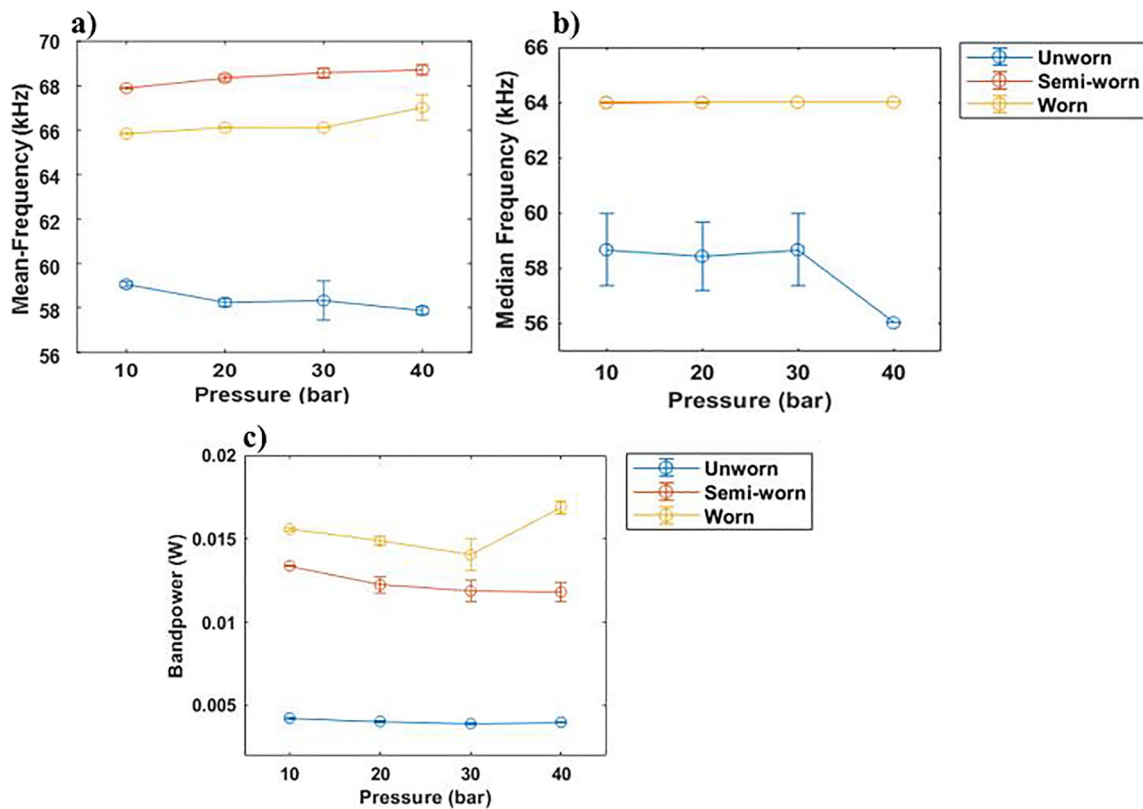 a)
70
68
66
64
62
60
58
56
Mean-Frequency (kHz)
10 20 30 40
Pressure (bar)
b)
66
64
62
60
58
56
Median Frequency (kHz)
10 20 30 40
Pressure (bar)
Unworn
Semi-worn
Worn
c)
0.02
0.015
0.01
0.005
Bandpower (W)
10 20 30 40
Pressure (bar)
Unworn
Semi-worn
Worn